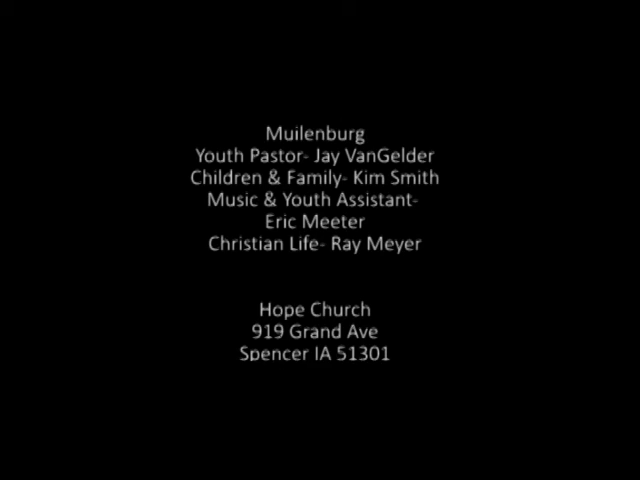 Muilenburg
Youth Pastor- Jay VanGelder
Children & Family- Kim Smith
Music & Youth Assistant-
Eric Meeter
Christian Life- Ray Meyer
Hope Church
919 Grand Ave
Spencer IA 51301